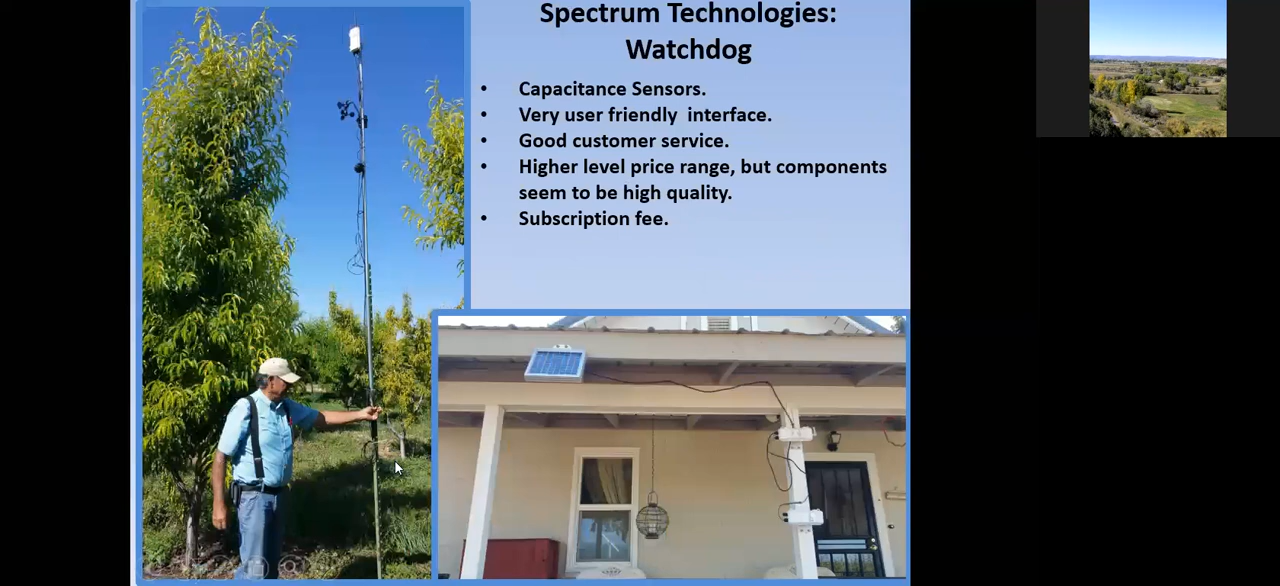 Spectrum Technologies:
Watchdog
• Capacitance Sensors.
• Very user friendly  interface.
• Good customer service.
• Higher level price range, but components
seem to be high quality.
• Subscription fee.